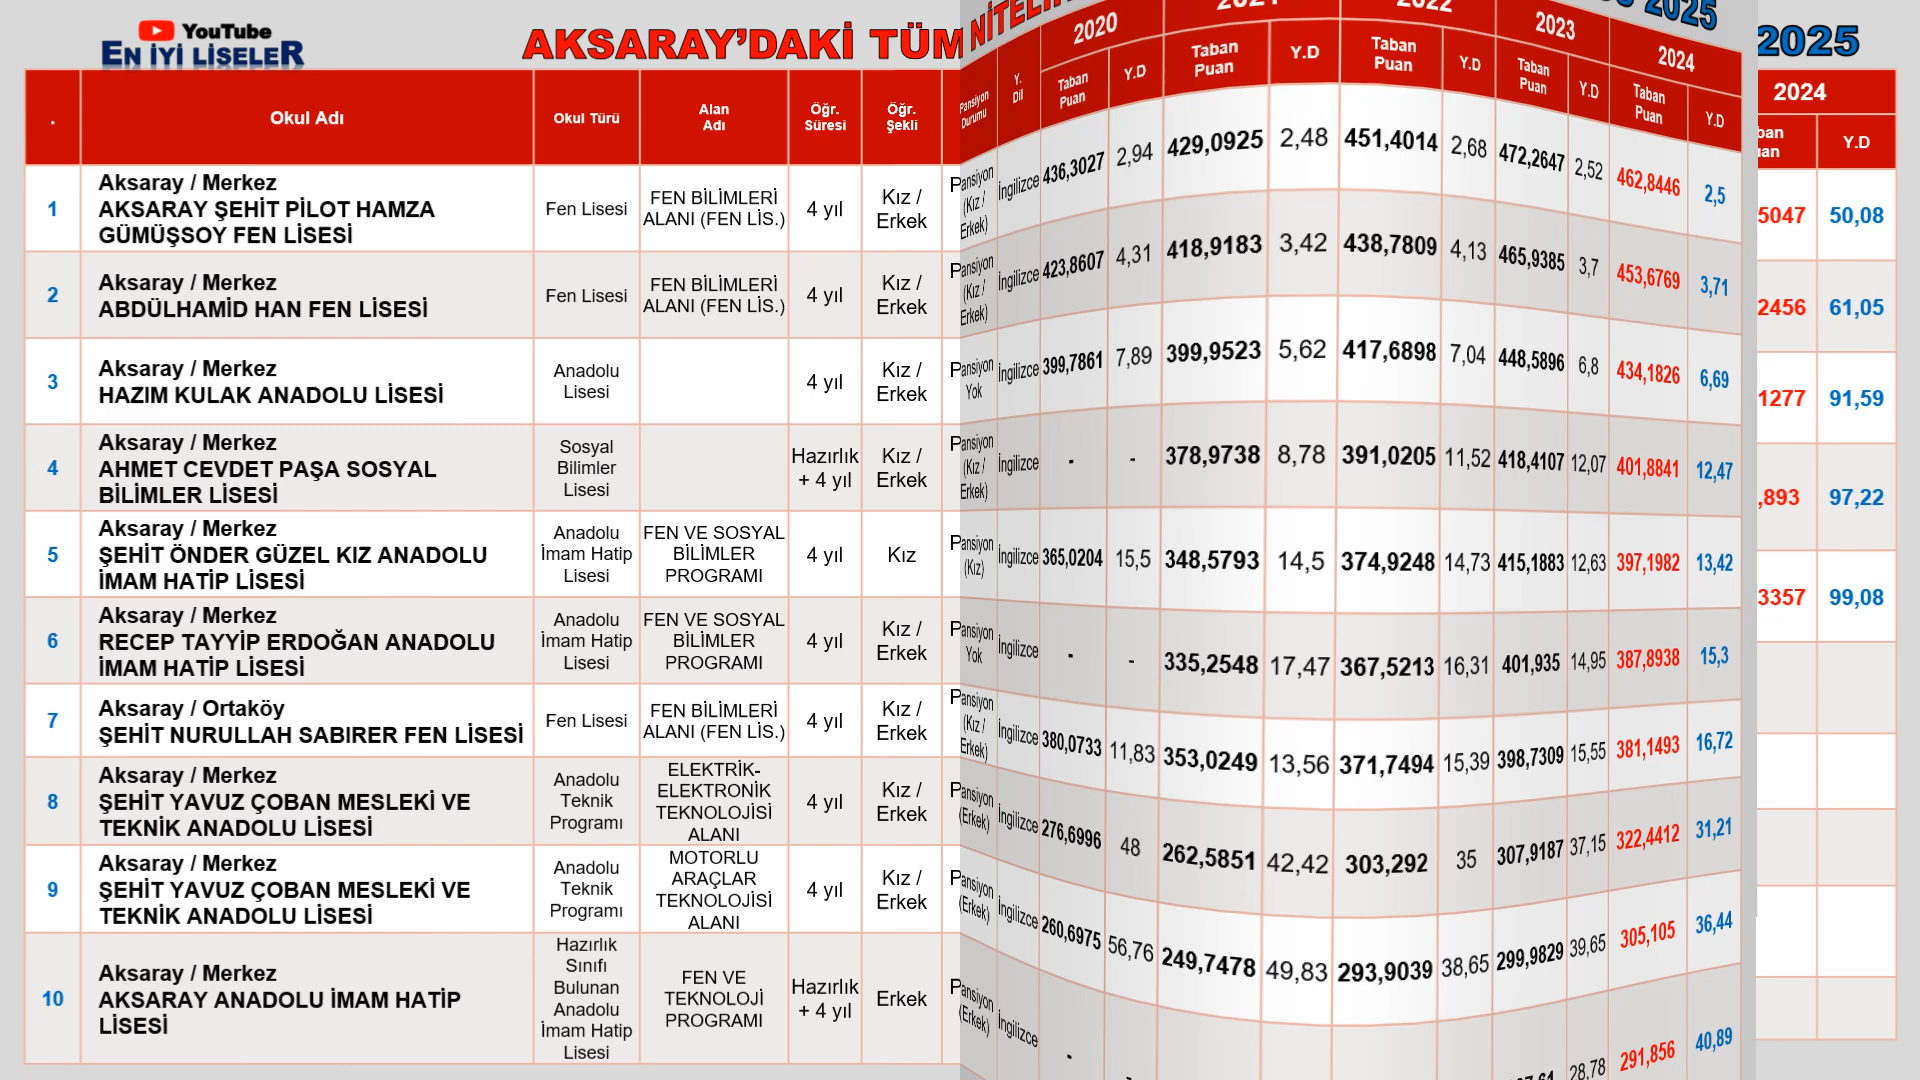 YouTube
EN İYİ LİSELER
AKSARAY'DAKİ TÜM
2025
2025
. Okul Adı Okul Türü Alan Adı Öğr. Süresi Öğr. Şekli Pansiyon Durumu Y. Dil 2020 Taban Puan Y.D Taban Puan Y.D 2022 Taban Puan Y.D 2023 Taban Puan Y.D 2024 Taban Puan Y.D 2024 Y.D
1 Aksaray / Merkez AKSARAY ŞEHİT PİLOT HAMZA GÜMÜŞSOY FEN LİSESİ Fen Lisesi FEN BİLİMLERİ ALANI (FEN LİS.) 4 yıl Kız / Erkek Pansiyon (Kız / Erkek) İngilizce 436,3027 2,94 429,0925 2,48 451,4014 2,68 472,2647 2,52 462,8446 2,5 5047 50,08
2 Aksaray / Merkez ABDÜLHAMİD HAN FEN LİSESİ Fen Lisesi FEN BİLİMLERİ ALANI (FEN LİS.) 4 yıl Kız / Erkek Pansiyon (Kız / Erkek) İngilizce 423,8607 4,31 418,9183 3,42 438,7809 4,13 465,9385 3,7 453,6769 3,71 2456 61,05
3 Aksaray / Merkez HAZIM KULAK ANADOLU LİSESİ Anadolu Lisesi 4 yıl Kız / Erkek Pansiyon Yok İngilizce 399,7861 7,89 399,9523 5,62 417,6898 7,04 448,5896 6,8 434,1826 6,69 1277 91,59
4 Aksaray / Merkez AHMET CEVDET PAŞA SOSYAL BİLİMLER LİSESİ Sosyal Bilimler Lisesi Hazırlık + 4 yıl Kız / Erkek Pansiyon (Kız / Erkek) İngilizce - - 378,9738 8,78 391,0205 11,52 418,4107 12,07 401,8841 12,47 ,893 97,22
5 Aksaray / Merkez ŞEHİT ÖNDER GÜZEL KIZ ANADOLU İMAM HATİP LİSESİ Anadolu İmam Hatip Lisesi FEN VE SOSYAL BİLİMLER PROGRAMI 4 yıl Kız Pansiyon (Kız) İngilizce 365,0204 15,5 348,5793 14,5 374,9248 14,73 415,1883 12,63 397,1982 13,42 3357 99,08
6 Aksaray / Merkez RECEP TAYYİP ERDOĞAN ANADOLU İMAM HATİP LİSESİ Anadolu İmam Hatip Lisesi FEN VE SOSYAL BİLİMLER PROGRAMI 4 yıl Kız / Erkek Pansiyon Yok İngilizce - - 335,2548 17,47 367,5213 16,31 401,935 14,95 387,8938 15,3
7 Aksaray / Ortaköy ŞEHİT NURULLAH SABIRER FEN LİSESİ Fen Lisesi FEN BİLİMLERİ ALANI (FEN LİS.) 4 yıl Kız / Erkek Pansiyon (Kız / Erkek) İngilizce 380,0733 11,83 353,0249 13,56 371,7494 15,39 398,7309 15,55 381,1493 16,72
8 Aksaray / Merkez ŞEHİT YAVUZ ÇOBAN MESLEKİ VE TEKNİK ANADOLU LİSESİ Anadolu Teknik Programı ELEKTRİK-ELEKTRONİK TEKNOLOJİSİ ALANI 4 yıl Kız / Erkek Pansiyon (Erkek) İngilizce 276,6996 48 262,5851 42,42 303,292 35 307,9187 37,15 322,4412 31,21
9 Aksaray / Merkez ŞEHİT YAVUZ ÇOBAN MESLEKİ VE TEKNİK ANADOLU LİSESİ Anadolu Teknik Programı MOTORLU ARAÇLAR TEKNOLOJİSİ ALANI 4 yıl Kız / Erkek Pansiyon (Erkek) İngilizce 260,6975 56,76 249,7478 49,83 293,9039 38,65 299,9829 39,65 305,105 36,44
10 Aksaray / Merkez AKSARAY ANADOLU İMAM HATİP LİSESİ Hazırlık Sınıfı Bulunan Anadolu İmam Hatip Lisesi FEN VE TEKNOLOJİ PROGRAMI Hazırlık + 4 yıl Erkek Pansiyon (Erkek) İngilizce - - 28,78 291,856 40,89